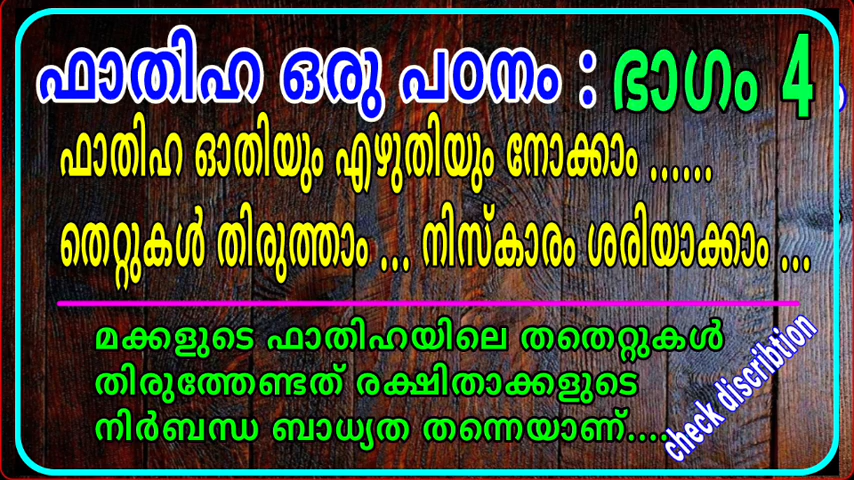 ഫാതിഹ ഒരു പഠനം : ഭാഗം 4
ഫാതിഹ ഓതിയും എഴുതിയും നോക്കാം ......
തെറ്റുകൾ തിരുത്താം ... നിസ്കാരം ശരിയാക്കാം ...
മക്കളുടെ ഫാതിഹയിലെ തതെറ്റുകൾ
തിരുത്തേണ്ടത് രക്ഷിതാക്കളുടെ
നിർബന്ധ ബാധ്യത തന്നെയാണ്....
check discribtion